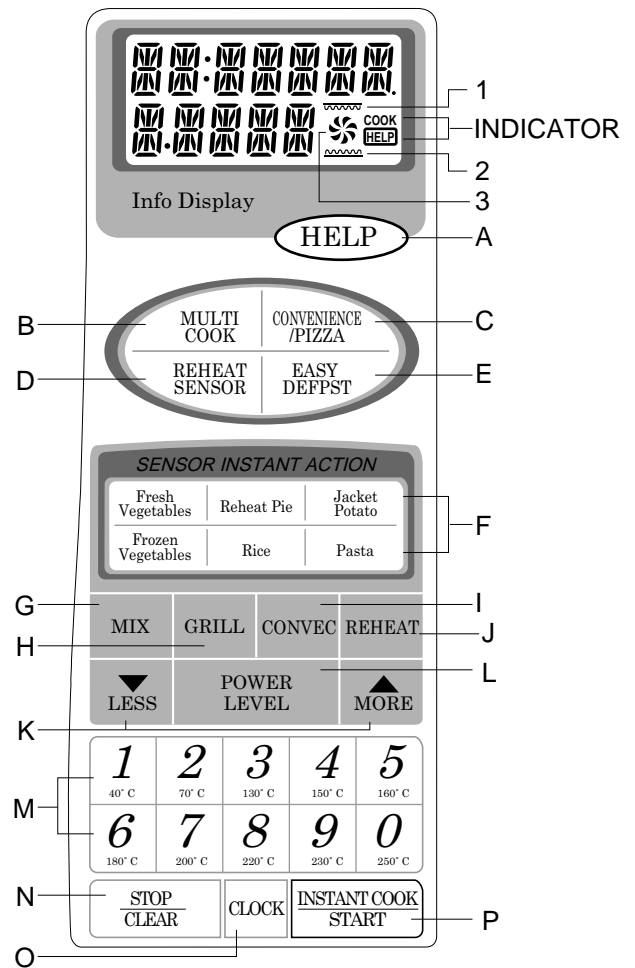 1
COOK
INDICATOR
HELP
2
3
Info Display
HELP
A
B
MULTI
COOK
CONVENIENCE
/PIZZA
C
D
REHEAT
SENSOR
EASY
DEFPST
E
SENSOR INSTANT ACTION
Fresh
Vegetables
Reheat Pie
Jacket
Potato
F
Frozen
Vegetables
Rice
Pasta
G
MIX
H
GRILL
I
CONVEC
REHEAT
J
K
LESS
POWER
LEVEL
L
MORE
M
1
40° C
2
70° C
3
130° C
4
150° C
5
160° C
6
180° C
7
200° C
8
220° C
9
230° C
0
250° C
N
STOP
CLEAR
O
CLOCK
INSTANT COOK
START
P